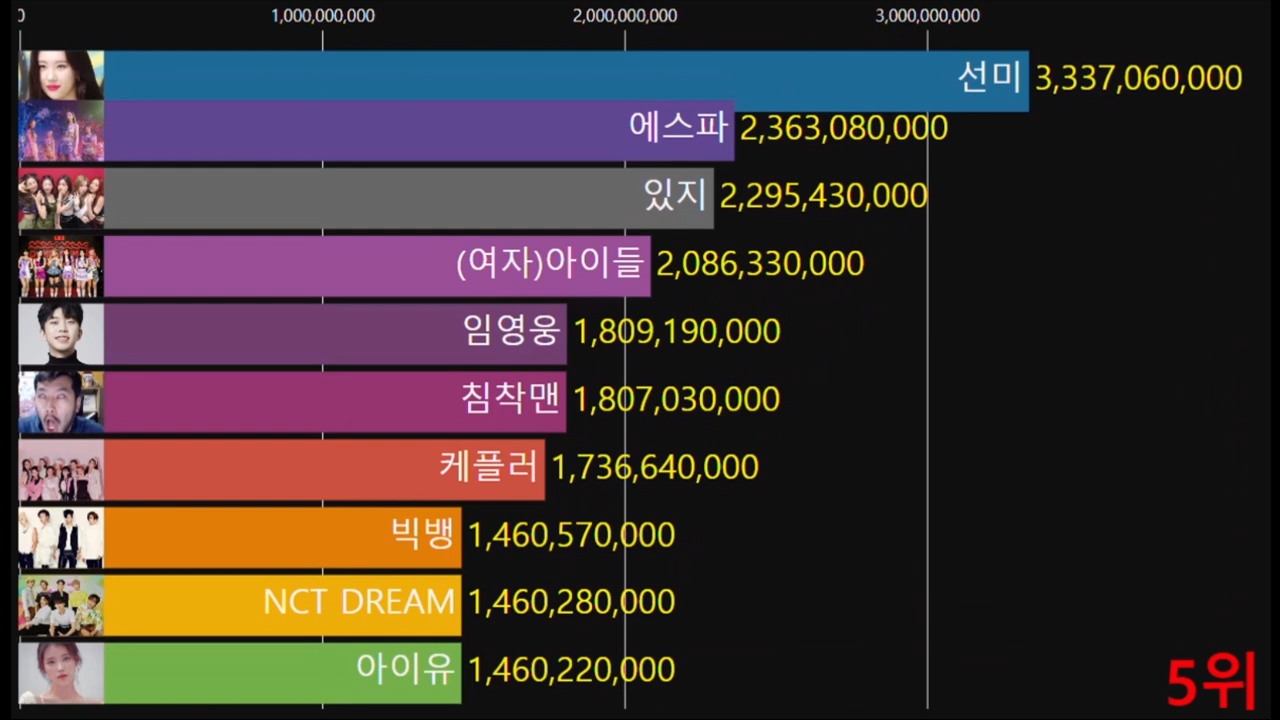 0 1,000,000,000 2,000,000,000 3,000,000,000
선미 3,337,060,000
에스파 2,363,080,000
있지 2,295,430,000
(여자)아이들 2,086,330,000
임영웅 1,809,190,000
침착맨 1,807,030,000
케플러 1,736,640,000
빅뱅 1,460,570,000
NCT DREAM 1,460,280,000
아이유 1,460,220,000
5위